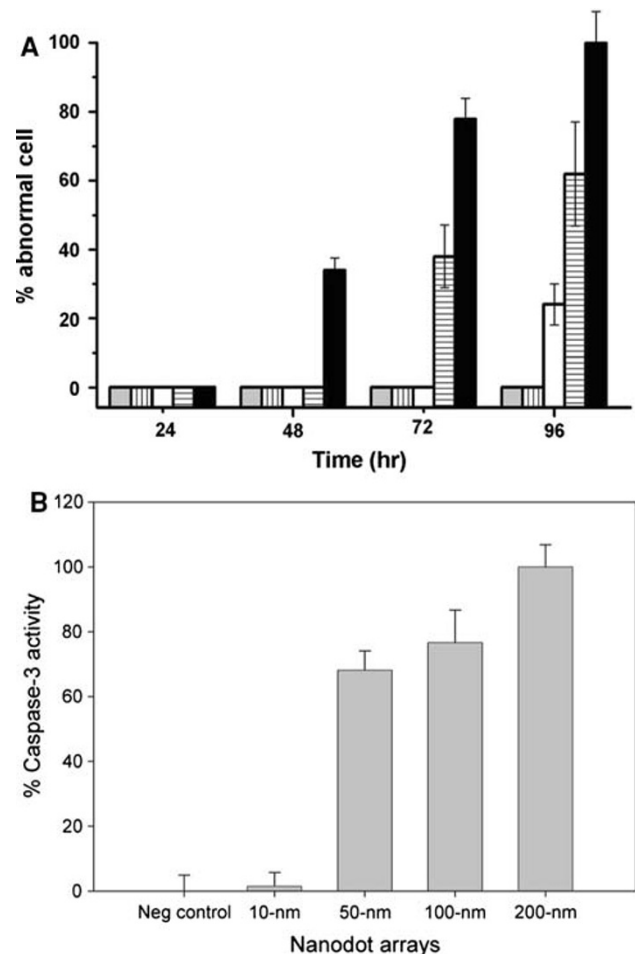 A
% abnormal cell
100
80
60
40
20
0
24 48 72 96
Time (hr)
B
% Caspase-3 activity
120
100
80
60
40
20
0
Neg control 10-nm 50-nm 100-nm 200-nm
Nanodot arrays